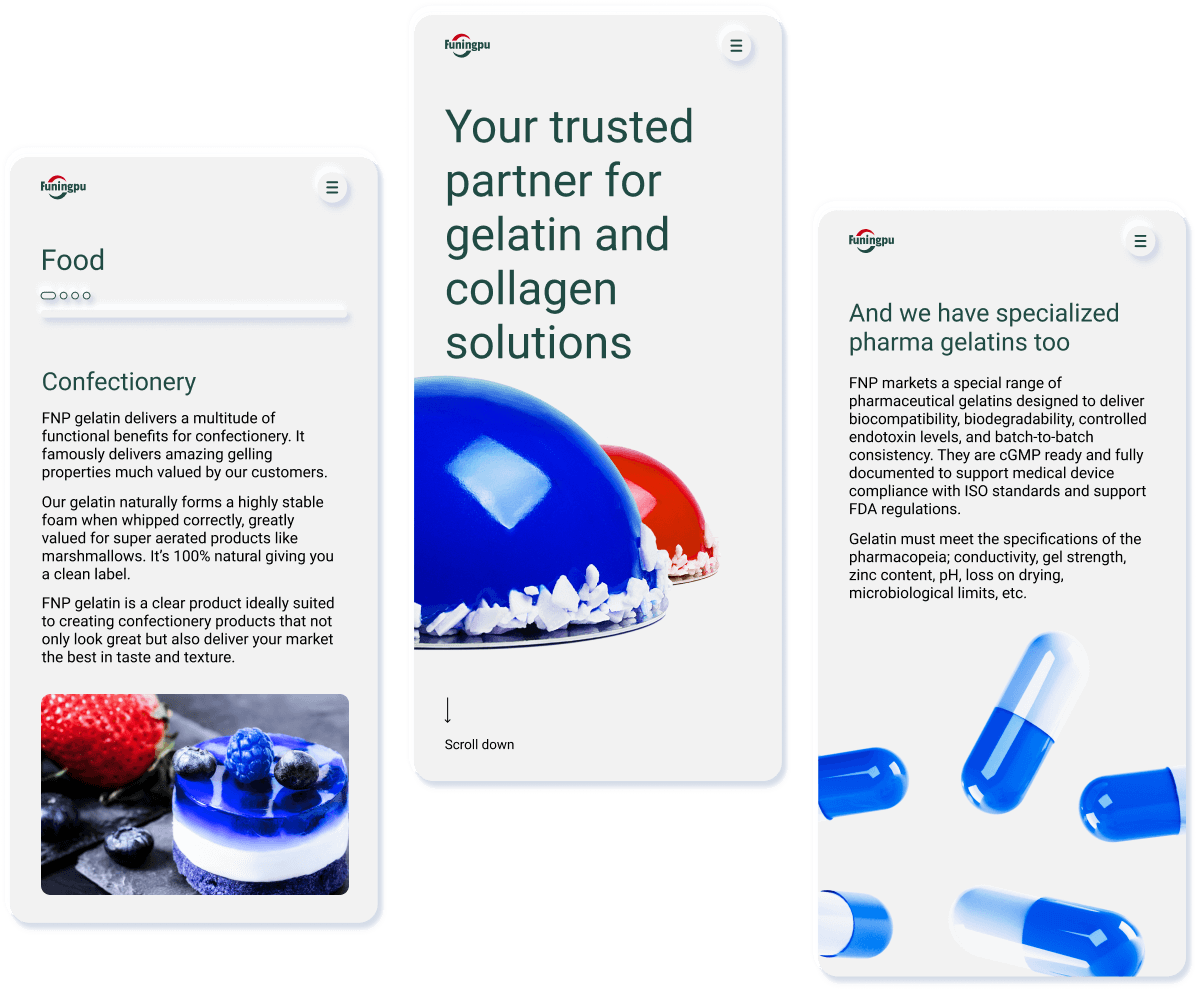 Funingpu
Food
Confectionery
FNP gelatin delivers a multitude of
functional benefits for confectionery. It
famously delivers amazing gelling
properties much valued by our customers.
Our gelatin naturally forms a highly stable
foam when whipped correctly, greatly
valued for super aerated products like
marshmallows. It’s 100% natural giving you
a clean label.
FNP gelatin is a clear product ideally suited
to creating confectionery products that not
only look great but also deliver your market
the best in taste and texture.
Funingpu
Your trusted
partner for
gelatin and
collagen
solutions
Scroll down
Funingpu
And we have specialized
pharma gelatins too
FNP markets a special range of
pharmaceutical gelatins designed to deliver
biocompatibility, biodegradability, controlled
endotoxin levels, and batch-to-batch
consistency. They are cGMP ready and fully
documented to support medical device
compliance with ISO standards and support
FDA regulations.
Gelatin must meet the specifications of the
pharmacopeia; conductivity, gel strength,
zinc content, pH, loss on drying,
microbiological limits, etc.